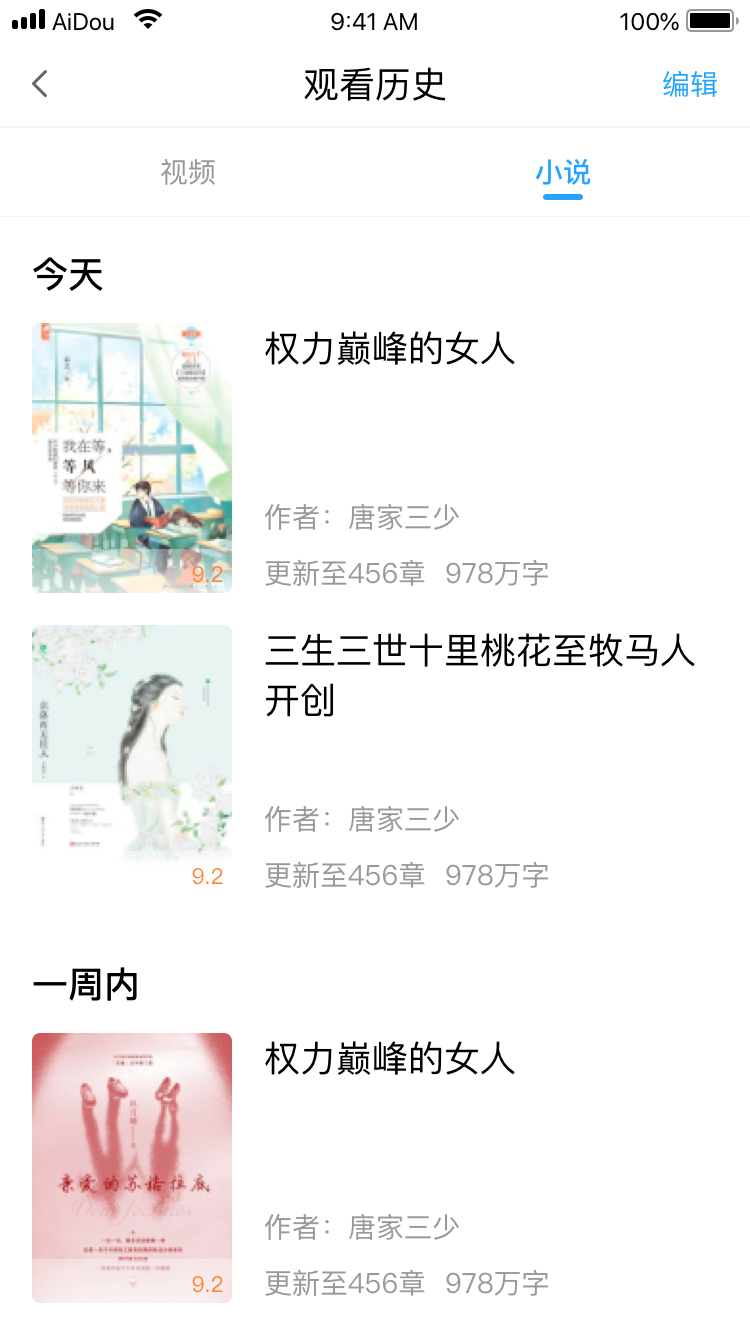 AiDou
9:41 AM
100%
观看历史
编辑
视频
小说
今天
我在等
等风
等你来
9.2
权力巅峰的女人
作者：唐家三少
更新至456章 978万字
9.2
三生三世十里桃花至牧马人
开创
作者：唐家三少
更新至456章 978万字
一周内
亲爱的苏格拉底
9.2
权力巅峰的女人
作者：唐家三少
更新至456章 978万字